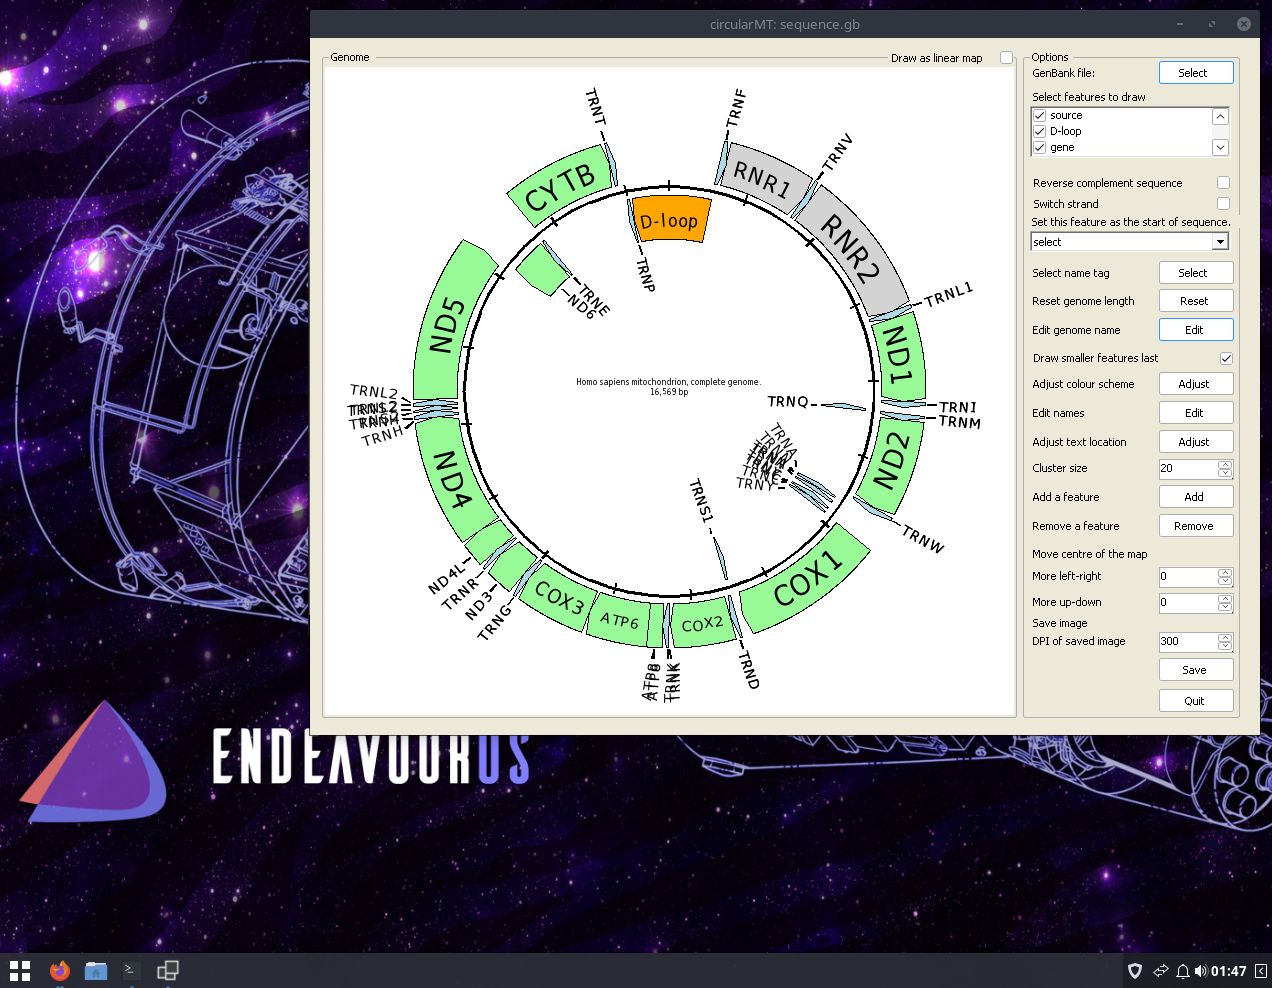 circularMT: sequence.gb
Genome
Draw as linear map
TRNT
TRNF
TRNV
CYTB
RNR1
RNR2
D-loop
TRNP
TRNE
ND6
TRNL1
ND5
ND1
Homo sapiens mitochondrion, complete genome.
16,569 bp
TRNL2
TRNH
TRNQ
TRNI
TRNM
ND4
ND2
TRNA
TRNY
TRNS1
TRNW
ND4L
TRNR
ND3
TRNG
COX3
ATP6
COX2
COX1
ATP8
TRNK
TRND
Options
GenBank file:
Select
Select features to draw
source
D-loop
gene
Reverse complement sequence
Switch strand
Set this feature as the start of sequence.
select
Select name tag
Select
Reset genome length
Reset
Edit genome name
Edit
Draw smaller features last
Adjust colour scheme
Adjust
Edit names
Edit
Adjust text location
Adjust
Cluster size
20
Add a feature
Add
Remove a feature
Remove
Move centre of the map
More left-right
0
More up-down
0
Save image
DPI of saved image
300
Save
Quit
ENDEAVOUROS
01:47